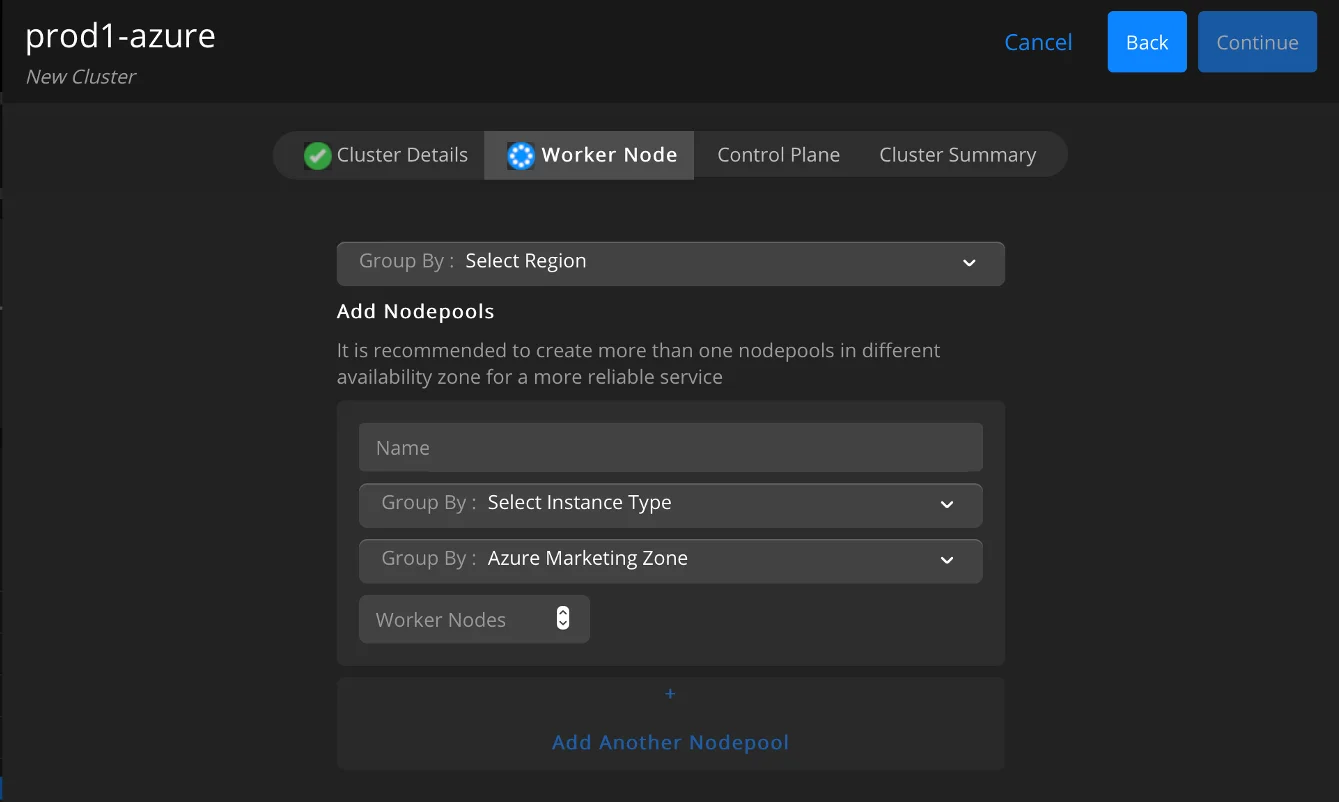 prod1-azure
New Cluster
Cancel
Back
Continue
Cluster Details
Worker Node
Control Plane
Cluster Summary
Group By : Select Region
Add Nodepools
It is recommended to create more than one nodepools in different
availability zone for a more reliable service
Name
Group By : Select Instance Type
Group By : Azure Marketing Zone
Worker Nodes
+
Add Another Nodepool